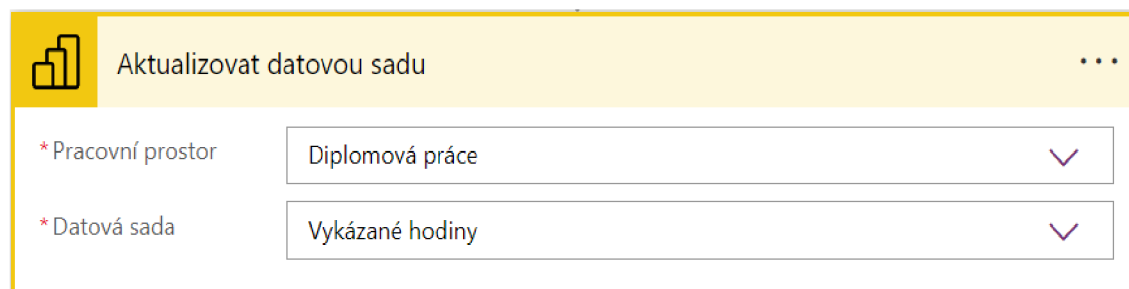 Aktualizovat datovou sadu
* Pracovní prostor
Diplomová práce
* Datová sada
Vykázané hodiny